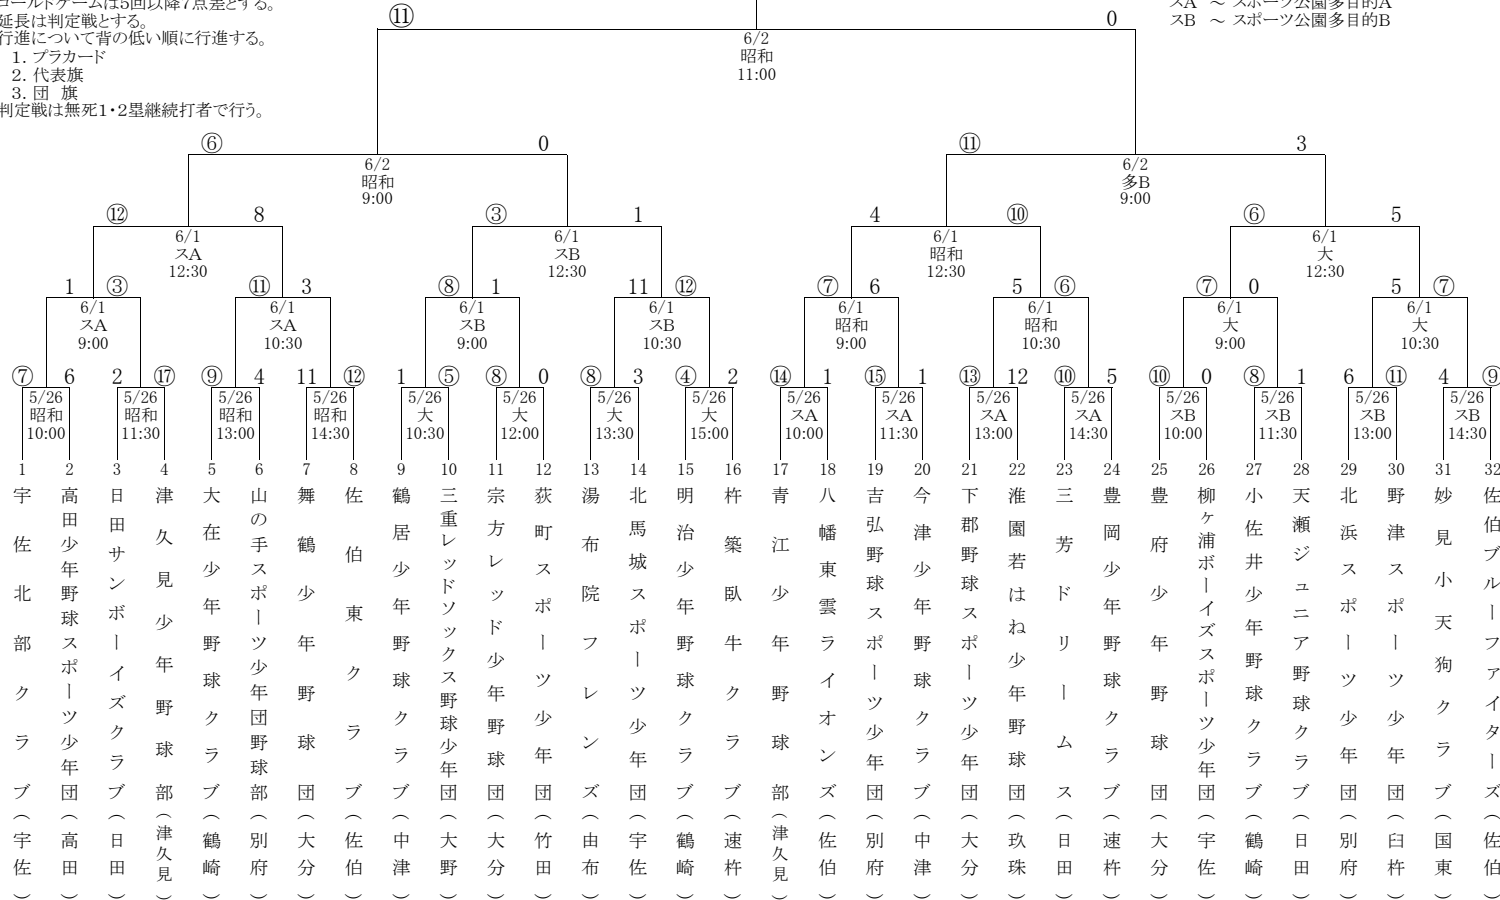 コールドゲームは5回以降7点差とする。
延長は判定戦とする。
行進について背の低い順に行進する。
1. プラカード
2. 代表旗
3. 団 旗
判定戦は無死1・2塁継続打者で行う。
スA ～ スポーツ公園多目的A
スB ～ スポーツ公園多目的B
⑪ 0
6/2
昭和
11:00
⑥ 0 ⑪ 3
6/2 6/2
昭和 多B
9:00 9:00
⑫ 8 ③ 1 4 ⑩ ⑥ 5
6/1 6/1 6/1 6/1
スA スB 昭和 大
12:30 12:30 12:30 12:30
1 ③ ⑪ 3 ⑧ 1 11 ⑫ ⑦ 6 5 ⑥ ⑦ 0 5 ⑦
6/1 6/1 6/1 6/1 6/1 6/1 6/1 6/1
スA スA スB スB 昭和 昭和 大 大
9:00 10:30 9:00 10:30 9:00 10:30 9:00 10:30
⑦ 6 2 ⑰ ⑨ 4 11 ⑫ 1 ⑤ ⑧ 0 ⑧ 3 ④ 2 ⑭ 1 ⑮ 1 ⑬ 12 ⑩ 5 ⑩ 0 ⑧ 1 6 ⑪ 4 ⑨
5/26 5/26 5/26 5/26 5/26 5/26 5/26 5/26 5/26 5/26 5/26 5/26 5/26 5/26 5/26 5/26
昭和 昭和 昭和 昭和 大 大 大 大 スA スA スA スA スB スB スB スB
10:00 11:30 13:00 14:30 10:30 12:00 13:30 15:00 10:00 11:30 13:00 14:30 10:00 11:30 13:00 14:30
1 2 3 4 5 6 7 8 9 10 11 12 13 14 15 16 17 18 19 20 21 22 23 24 25 26 27 28 29 30 31 32
宇佐北部クラブ(宇佐)
高田少年野球スポーツ少年団(高田)
日田サンボーイズクラブ(日田)
津久見少年野球部(津久見)
大在少年野球クラブ(鶴崎)
山の手スポーツ少年団野球部(別府)
舞鶴少年野球団(大分)
佐伯東クラブ(佐伯)
鶴居少年野球クラブ(中津)
三重レッドソックス野球少年団(大野)
宗方レッド少年野球団(大分)
荻町スポーツ少年団(竹田)
湯布院フレンズ(由布)
北馬城スポーツ少年団(宇佐)
明治少年野球クラブ(鶴崎)
杵築臥牛クラブ(速杵)
青江少年野球部(津久見)
八幡東雲ライオンズ(佐伯)
吉弘野球スポーツ少年団(別府)
今津少年野球クラブ(中津)
下郡野球スポーツ少年団(大分)
淮園若はね少年野球団(玖珠)
三芳ドリームス(日田)
豊岡少年野球クラブ(速杵)
豊府少年野球団(大分)
柳ヶ浦ボーイズスポーツ少年団(宇佐)
小佐井少年野球クラブ(鶴崎)
天瀬ジュニア野球クラブ(日田)
北浜スポーツ少年団(別府)
野津スポーツ少年団(臼杵)
妙見小天狗クラブ(国東)
佐伯ブルーファイターズ(佐伯)